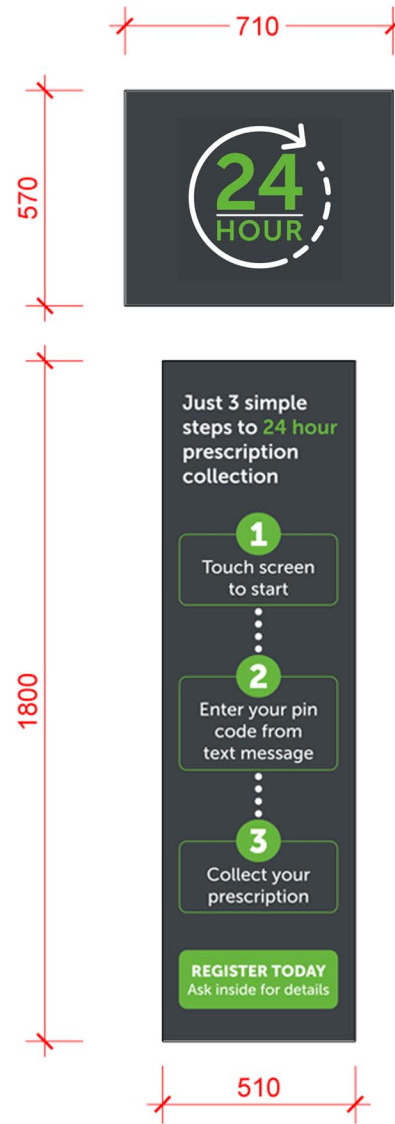 710
570
24
HOUR
1800
Just 3 simple
steps to 24 hour
prescription
collection
1
Touch screen
to start
2
Enter your pin
code from
text message
3
Collect your
prescription
REGISTER TODAY
Ask inside for details
510